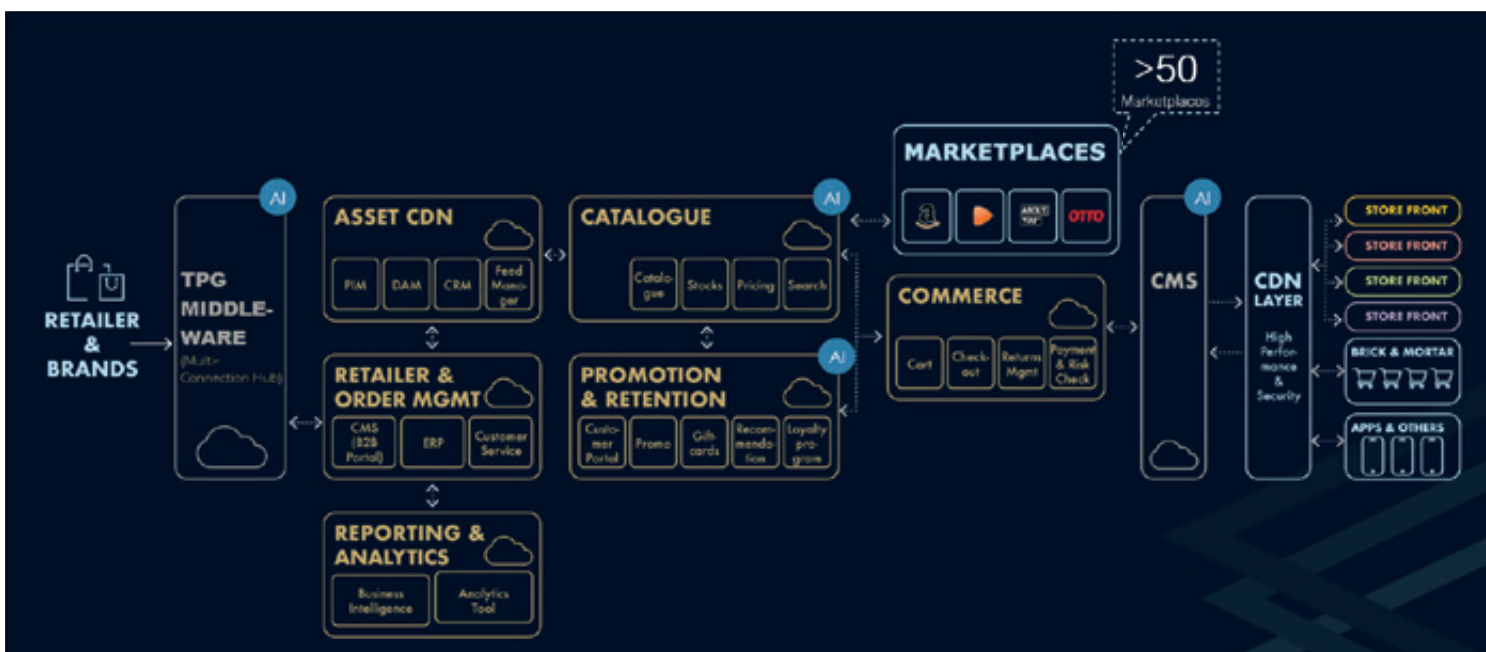 >50
Marketplaces
MARKETPLACES
a
ABOUT
YOU
OTTO
RETAILER
&
BRANDS
AI
TPG
MIDDLE-
WARE
(Multi-
Connection Hub)
ASSET CDN
PIM
DAM
CRM
Feed
Mana-
ger
RETAILER &
ORDER MGMT
CMS
(B2B
Portal)
ERP
Customer
Service
REPORTING &
ANALYTICS
Business
Intelligence
Analytics
Tool
AI
CATALOGUE
Catalo-
gue
Stocks
Pricing
Search
AI
PROMOTION
& RETENTION
Custo-
mer
Portal
Promo
Gift-
cards
Recom-
menda-
tion
Loyalty
pro-
gram
COMMERCE
Cart
Check-
out
Returns
Mgmt
Payment
& Risk
Check
AI
CMS
CDN
LAYER
High
Perfor-
mance
&
Security
STORE FRONT
STORE FRONT
STORE FRONT
STORE FRONT
BRICK & MORTAR
APPS & OTHERS